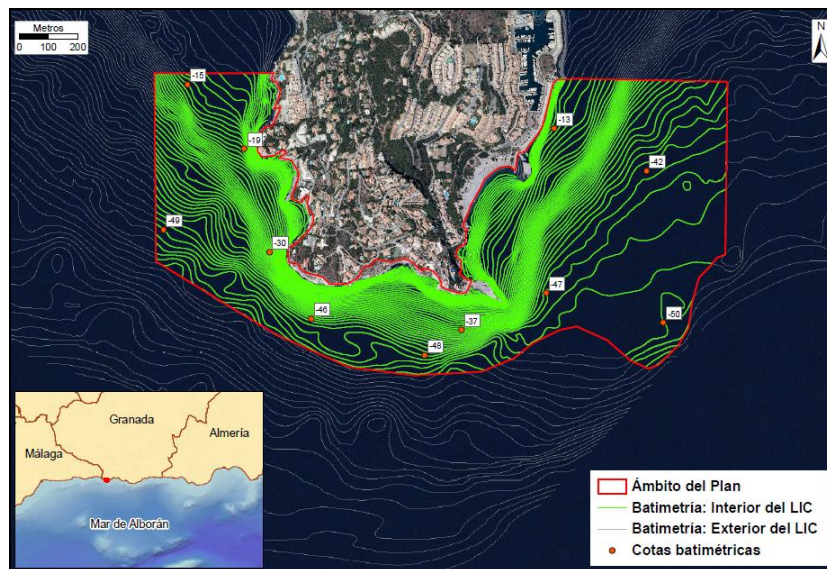 Metros
0 100 200
N
-15
-13
-19
-42
-49
-30
-47
-46
-37
-50
-48
Granada
Almería
Málaga
Mar de Alborán
Ámbito del Plan
Batimetría: Interior del LIC
Batimetría: Exterior del LIC
Cotas batimétricas